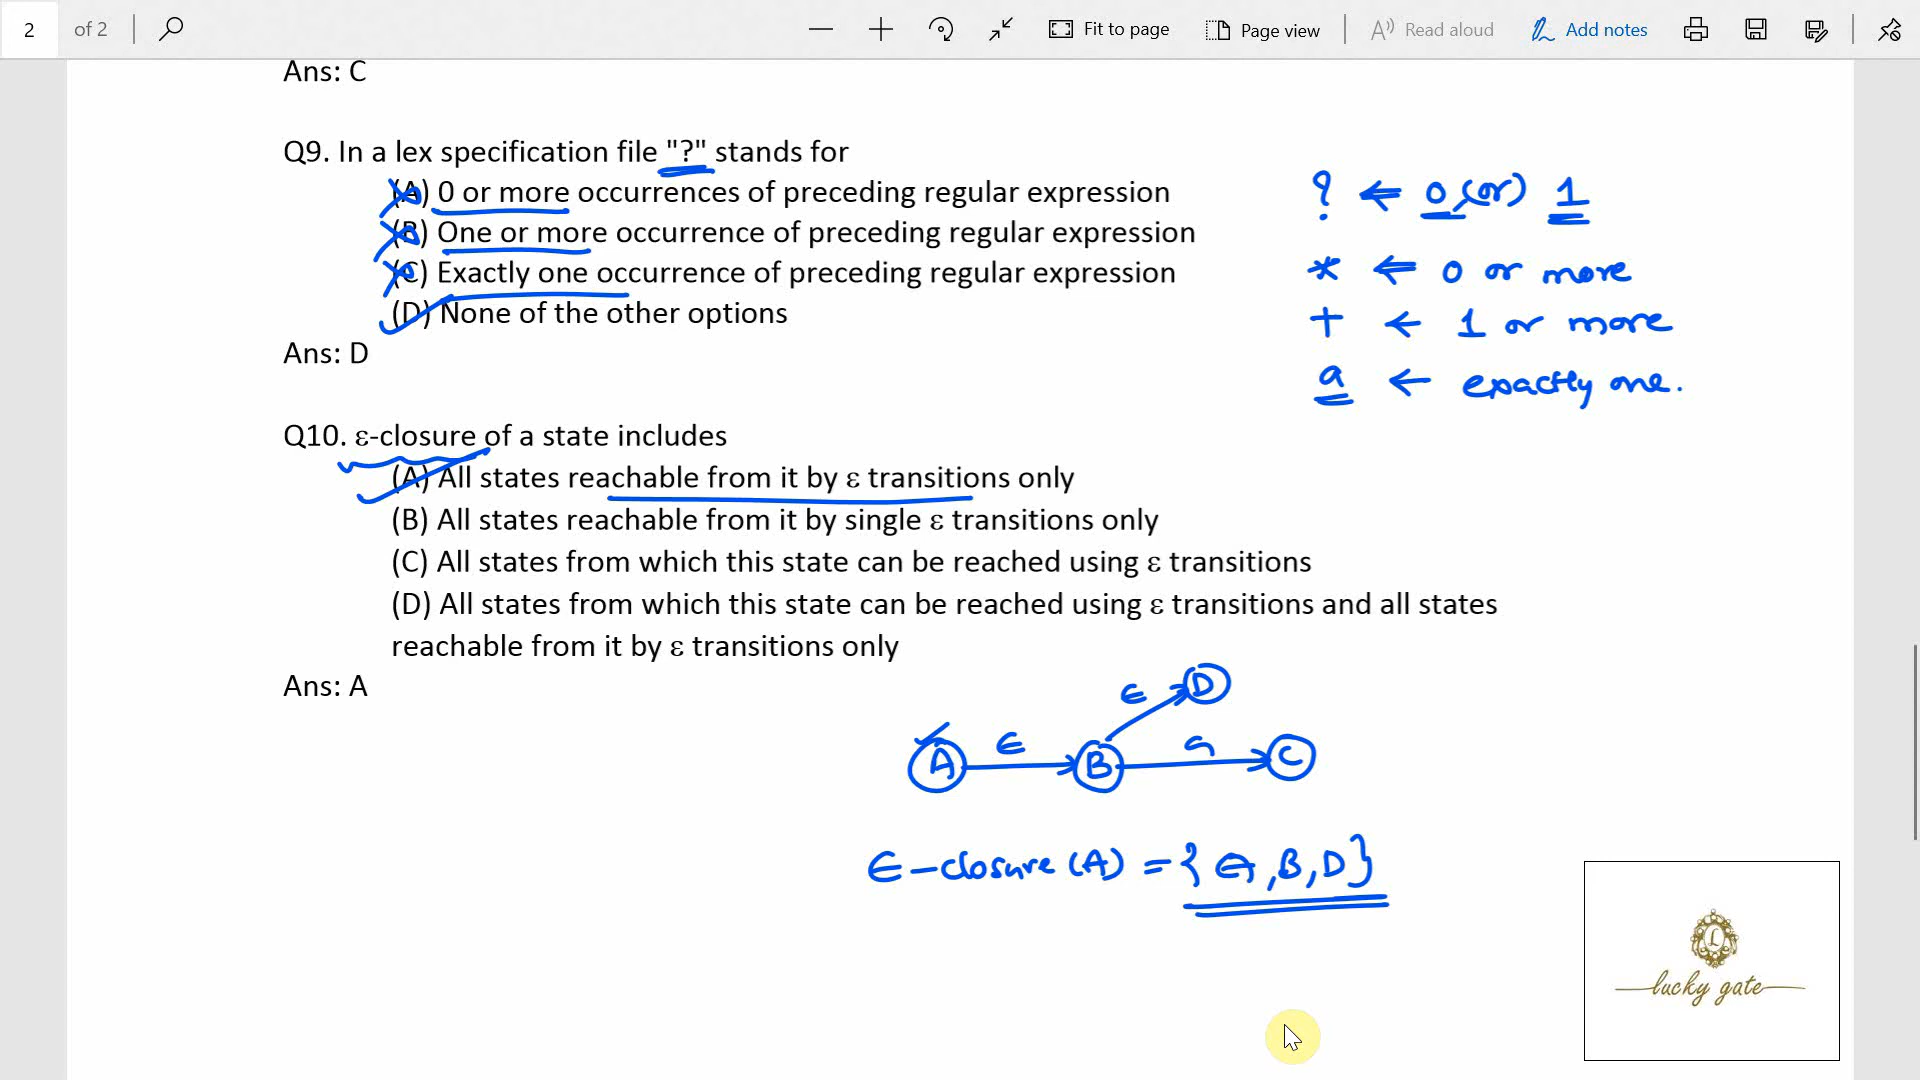 2 of 2 Fit to page Page view Read aloud Add notes
Ans: C
Q9. In a lex specification file "?" stands for
(A) 0 or more occurrences of preceding regular expression
(B) One or more occurrence of preceding regular expression
(C) Exactly one occurrence of preceding regular expression
(D) None of the other options
Ans: D
? ← 0 (or) 1
* ← 0 or more
+ ← 1 or more
a ← exactly one.
Q10. ε-closure of a state includes
(A) All states reachable from it by ε transitions only
(B) All states reachable from it by single ε transitions only
(C) All states from which this state can be reached using ε transitions
(D) All states from which this state can be reached using ε transitions and all states
reachable from it by ε transitions only
Ans: A
ϵ D
A ϵ B a C
ϵ-closure (A) = { A, B, D }
L
lucky gate